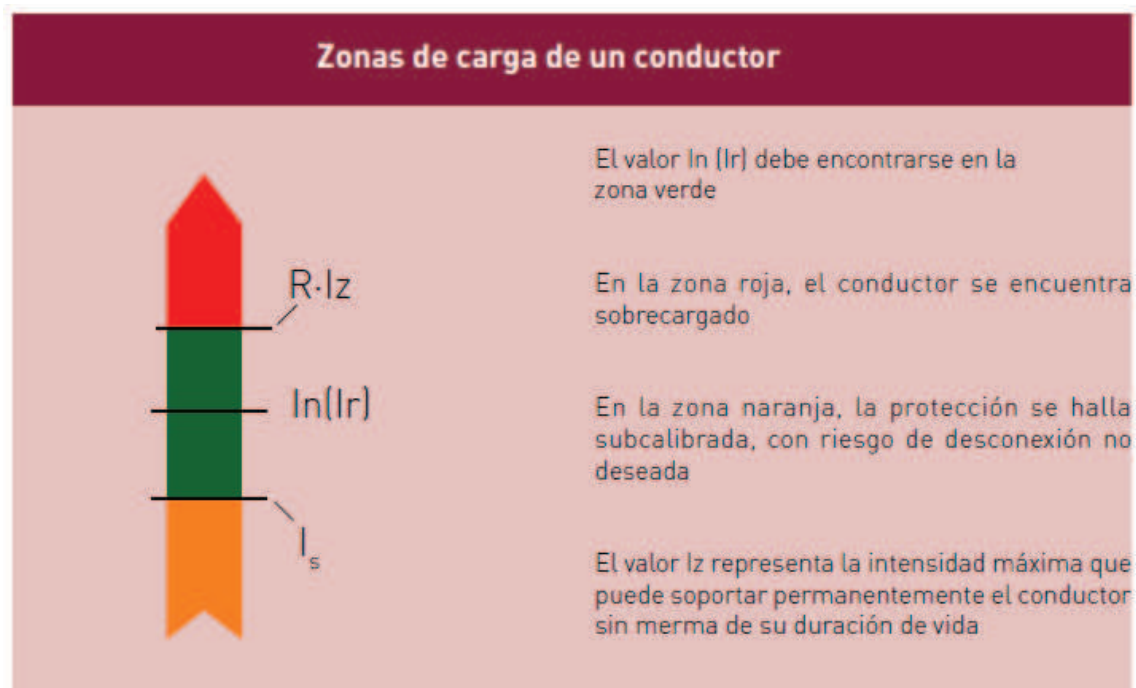 Zonas de carga de un conductor
El valor In (Ir) debe encontrarse en la
zona verde
R·Iz
En la zona roja, el conductor se encuentra
sobrecargado
In(Ir)
En la zona naranja, la protección se halla
subcalibrada, con riesgo de desconexión no
deseada
Is
El valor Iz representa la intensidad máxima que
puede soportar permanentemente el conductor
sin merma de su duración de vida